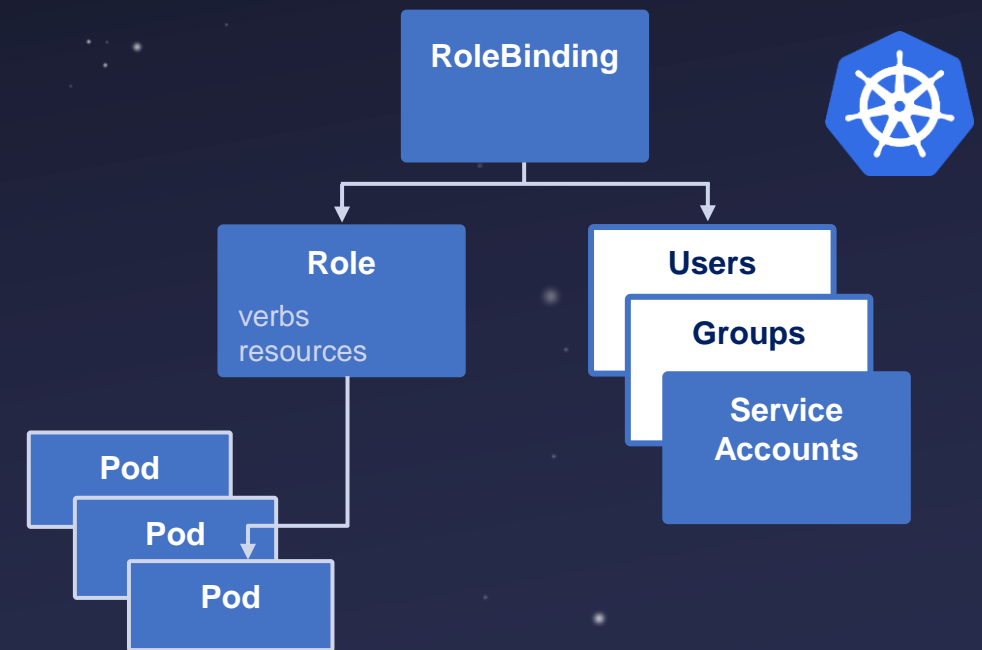 RoleBinding
Role
verbs
resources
Users
Groups
Service
Accounts
Pod
Pod
Pod